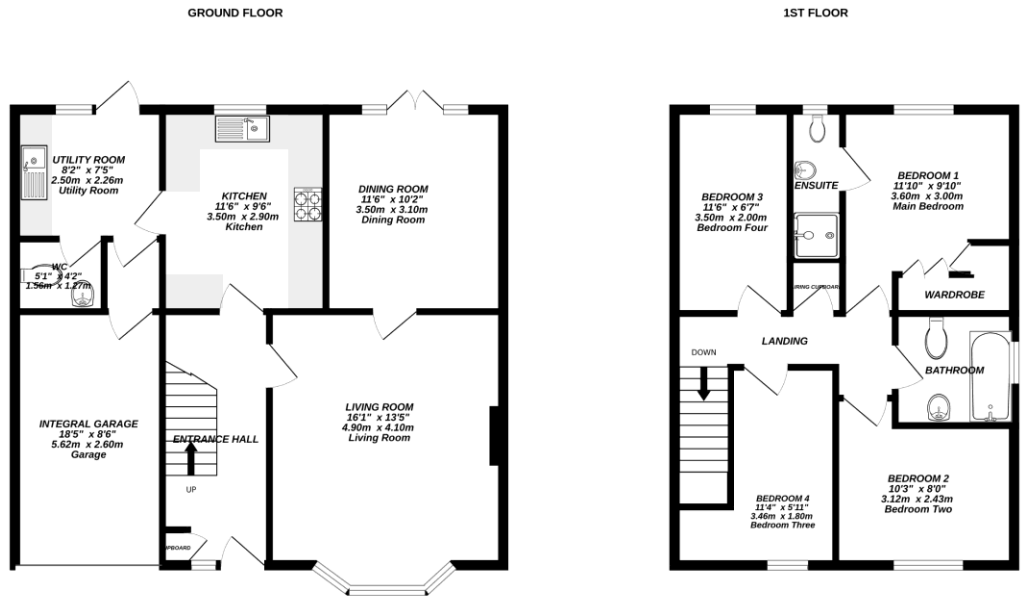 GROUND FLOOR
1ST FLOOR
UTILITY ROOM
8'2" x 7'5"
2.50m x 2.26m
Utility Room
KITCHEN
11'6" x 9'6"
3.50m x 2.90m
Kitchen
DINING ROOM
11'6" x 10'2"
3.50m x 3.10m
Dining Room
WC
5'1" x 4'2"
1.56m x 1.27m
INTEGRAL GARAGE
18'5" x 8'6"
5.62m x 2.60m
Garage
ENTRANCE HALL
UP
UPBOARD
LIVING ROOM
16'1" x 13'5"
4.90m x 4.10m
Living Room
BEDROOM 3
11'6" x 6'7"
3.50m x 2.00m
Bedroom Four
ENSUITE
BEDROOM 1
11'10" x 9'10"
3.60m x 3.00m
Main Bedroom
IRING CUPBOARD
WARDROBE
LANDING
DOWN
BATHROOM
BEDROOM 4
11'4" x 5'11"
3.46m x 1.80m
Bedroom Three
BEDROOM 2
10'3" x 8'0"
3.12m x 2.43m
Bedroom Two